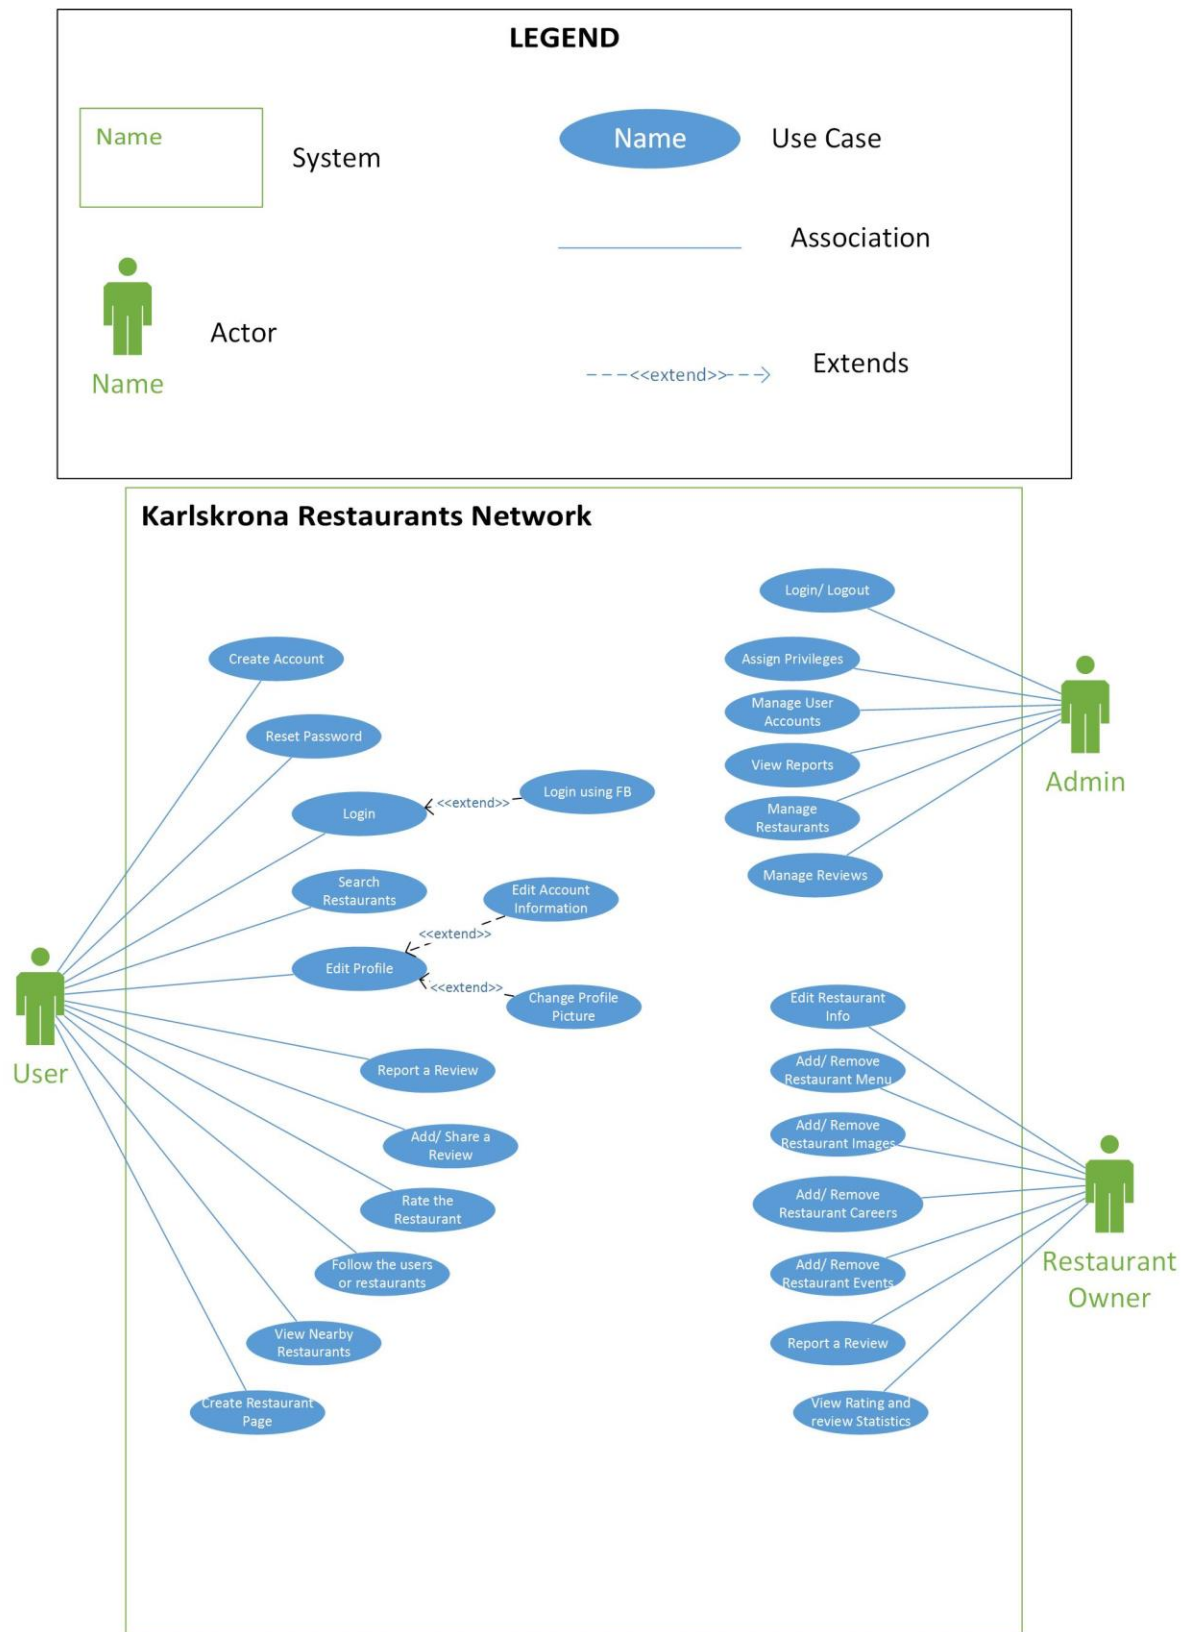 LEGEND
Name
System
Name
Use Case
Association
Name
Actor
<<extend>>
Extends
Karlskrona Restaurants Network
Create Account
Reset Password
Login
<<extend>>
Login using FB
Search
Restaurants
Edit Account
Information
<<extend>>
Edit Profile
<<extend>>
Change Profile
Picture
User
Report a Review
Add/ Share a
Review
Rate the
Restaurant
Follow the users
or restaurants
View Nearby
Restaurants
Create Restaurant
Page
Login/ Logout
Assign Privileges
Manage User
Accounts
View Reports
Manage
Restaurants
Manage Reviews
Admin
Edit Restaurant
Info
Add/ Remove
Restaurant Menu
Add/ Remove
Restaurant Images
Add/ Remove
Restaurant Careers
Add/ Remove
Restaurant Events
Report a Review
View Rating and
review Statistics
Restaurant
Owner